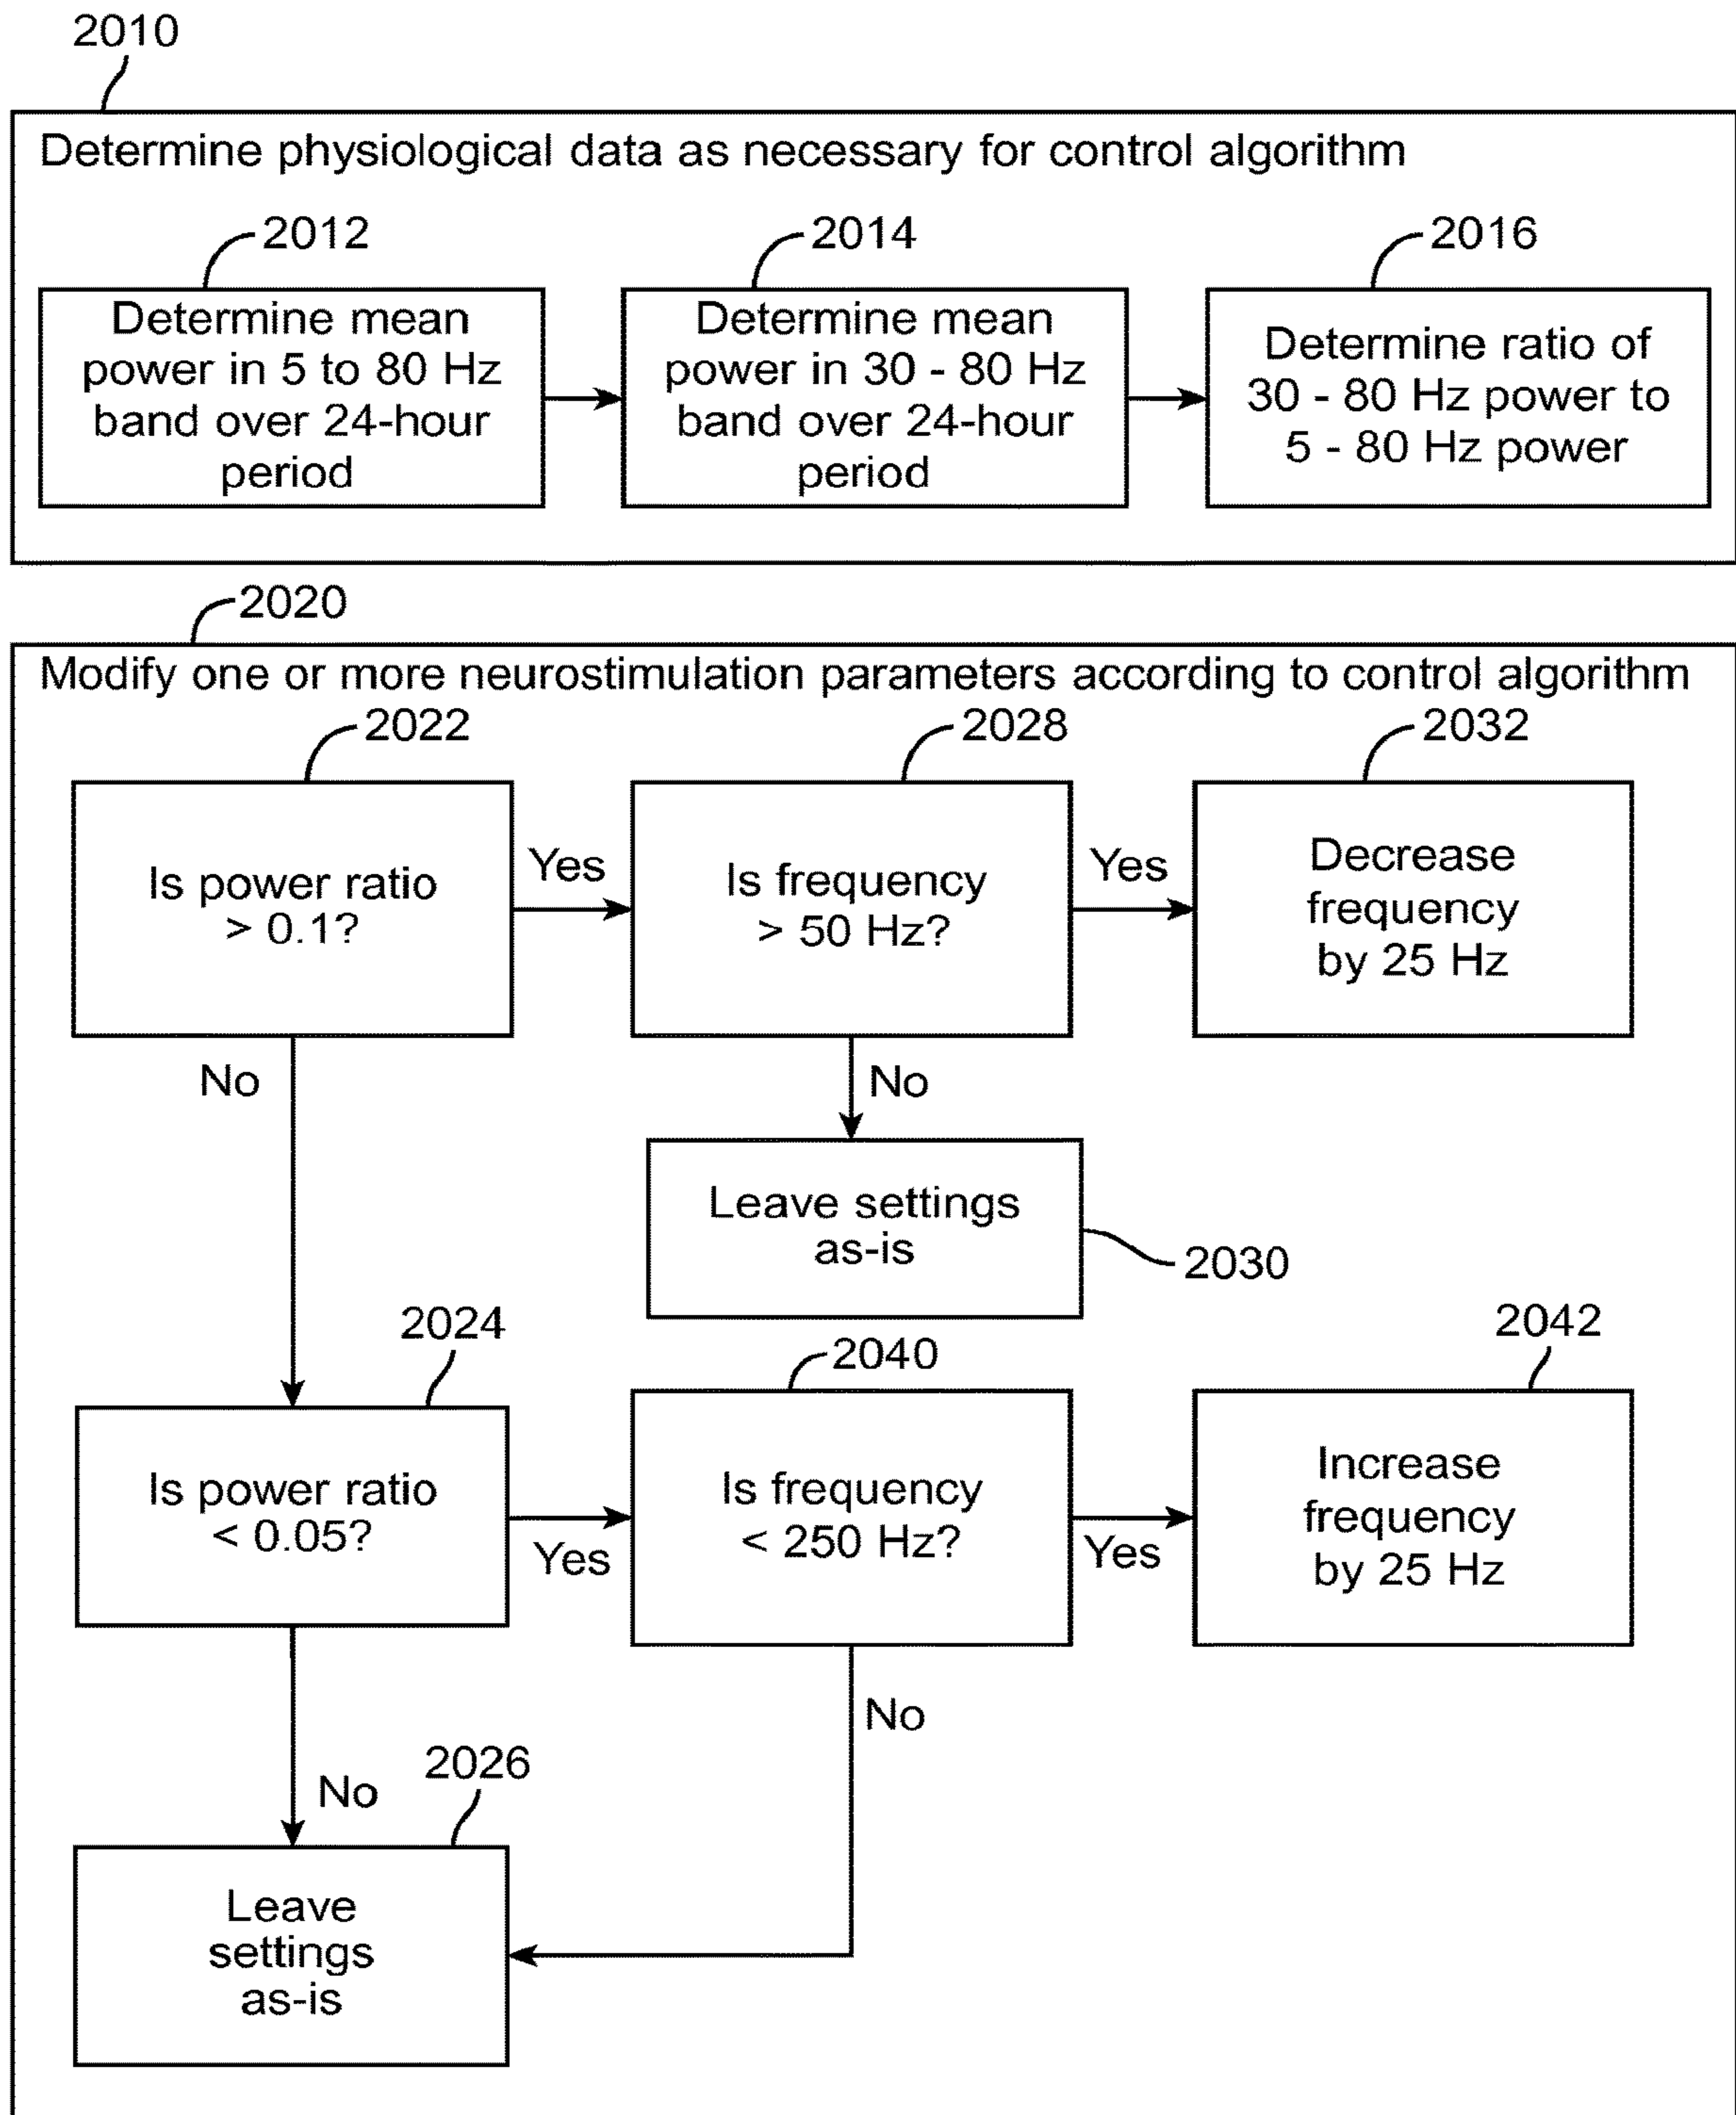 2010
Determine physiological data as necessary for control algorithm
2012
2014
2016
Determine mean
power in 5 to 80 Hz
band over 24-hour
period
Determine mean
power in 30 - 80 Hz
band over 24-hour
period
Determine ratio of
30 - 80 Hz power to
5 - 80 Hz power
2020
Modify one or more neurostimulation parameters according to control algorithm
2022
2028
2032
Is power ratio
> 0.1?
Yes
Is frequency
> 50 Hz?
Yes
Decrease
frequency
by 25 Hz
No
No
Leave settings
as-is
2030
2024
2040
2042
Is power ratio
< 0.05?
Yes
Is frequency
< 250 Hz?
Yes
Increase
frequency
by 25 Hz
No
No
2026
Leave
settings
as-is